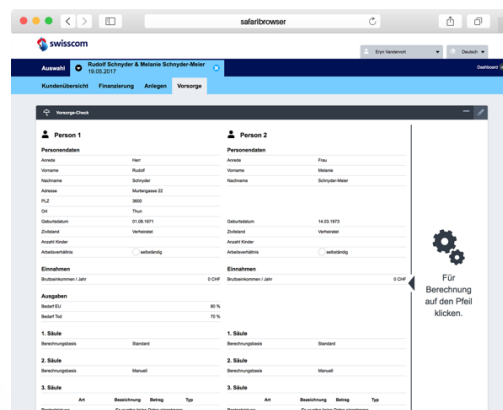 safaribrowser
swisscom
Eryn Vandervort
Deutsch
Auswahl
Rudolf Schnyder & Melanie Schnyder-Meier
19.05.2017
Dashboard
Kundenübersicht Finanzierung Anlegen Vorsorge
Vorsorge-Check
Person 1 Person 2
Personendaten Personendaten
Anrede Herr Anrede Frau
Vorname Rudolf Vorname Melanie
Nachname Schnyder Nachname Schnyder-Meier
Adresse Murtengasse 22
PLZ 3600
Ort Thun
Geburtsdatum 01.08.1971 Geburtsdatum 14.03.1973
Zivilstand Verheiratet Zivilstand Verheiratet
Anzahl Kinder Anzahl Kinder
Arbeitsverhältnis selbständig Arbeitsverhältnis selbständig
Einnahmen Einnahmen
Bruttoeinkommen / Jahr 0 CHF Bruttoeinkommen / Jahr 0 CHF
Ausgaben
Bedarf EU 80 %
Bedarf Tod 70 %
1. Säule 1. Säule
Berechnungsbasis Standard Berechnungsbasis Standard
2. Säule 2. Säule
Berechnungsbasis Manuell Berechnungsbasis Manuell
3. Säule 3. Säule
Art Bezeichnung Betrag Typ Art Bezeichnung Betrag Typ
Für
Berechnung
auf den Pfeil
klicken.